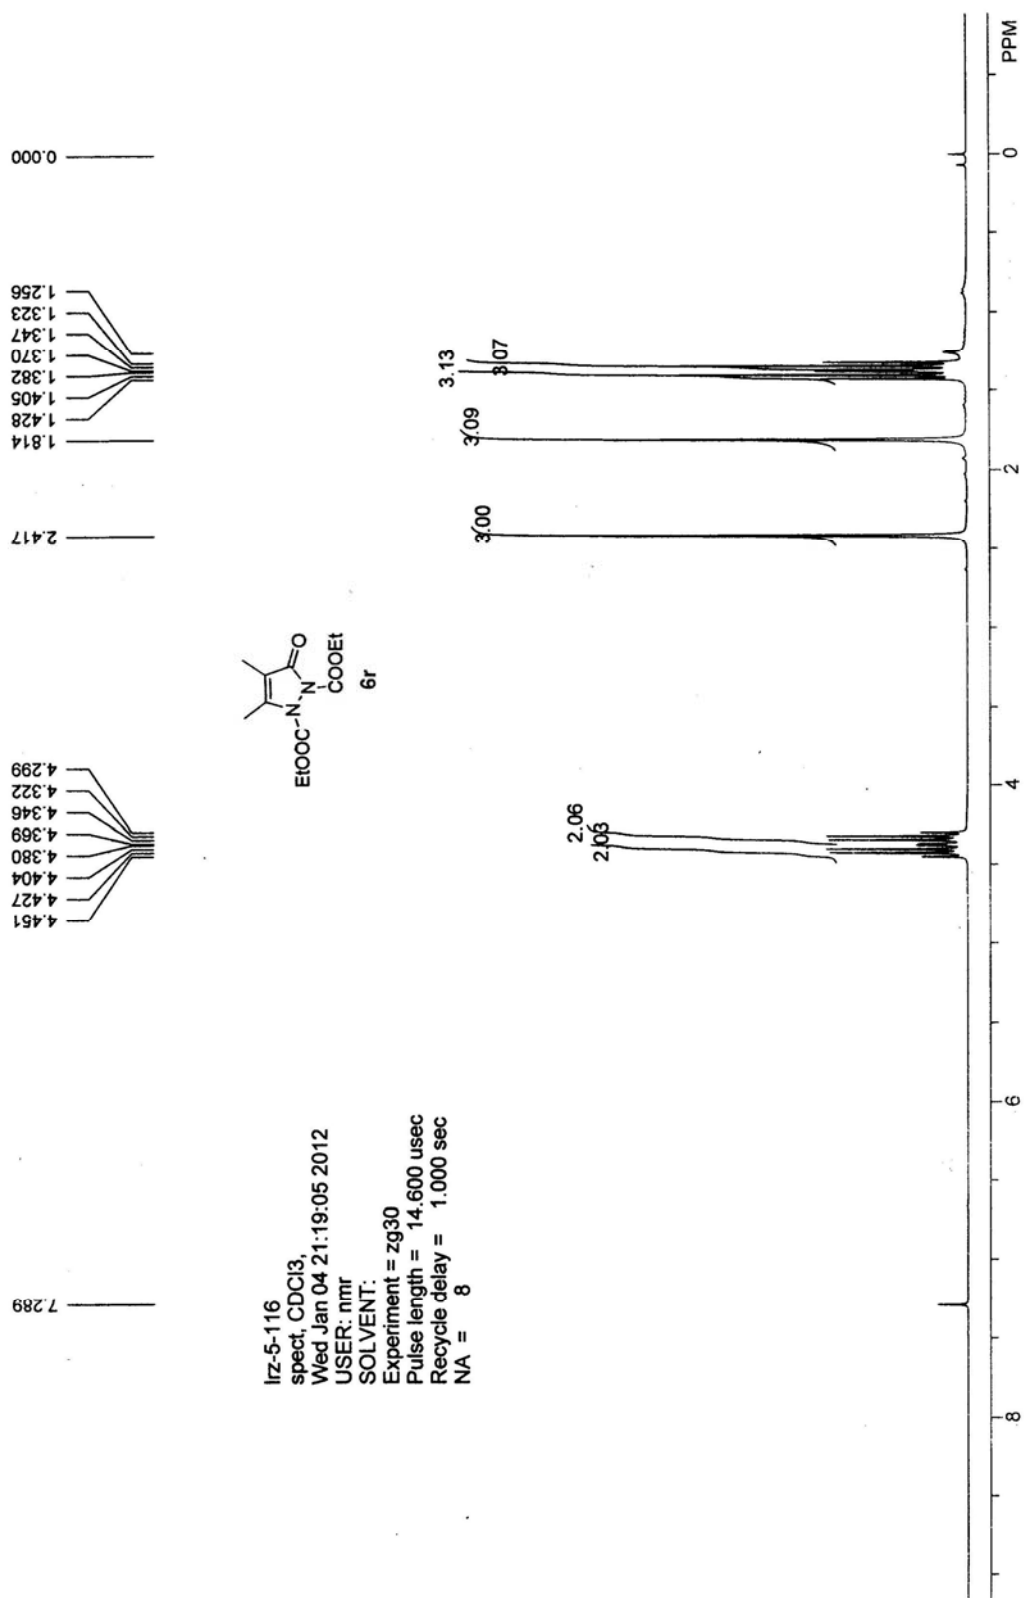 7.289
4.451
4.427
4.404
4.380
4.369
4.346
4.322
4.299
2.417
1.814
1.428
1.405
1.382
1.370
1.347
1.323
1.256
0.000
EtOOC
N
N
O
COOEt
6r
lrz-5-116
spect, CDCl3,
Wed Jan 04 21:19:05 2012
USER: nmr
SOLVENT:
Experiment = zg30
Pulse length = 14.600 usec
Recycle delay = 1.000 sec
NA = 8
2.03
2.06
3.00
3.09
3.13
3.07
8
6
4
2
0
PPM